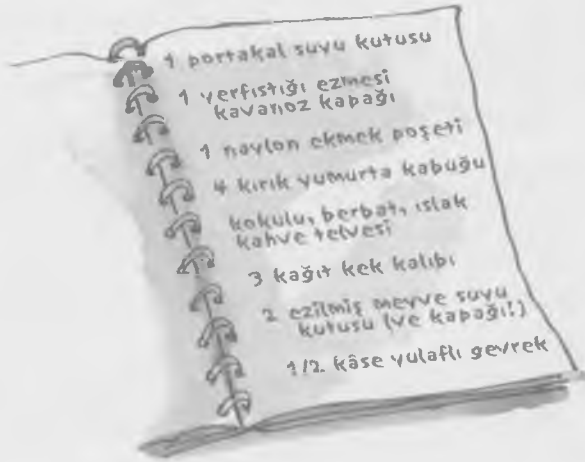 1 portakal suyu kutusu
1 yerfıstığı ezmesi
kavanoz kapağı
1 naylon ekmek poşeti
4 kırık yumurta kabuğu
kokulu, berbat, ıslak
kahve telvesi
3 kağıt kek kalıbı
2 ezilmiş meyve suyu
kutusu (ve kapağı!)
1/2 kâse yulaflı gevrek